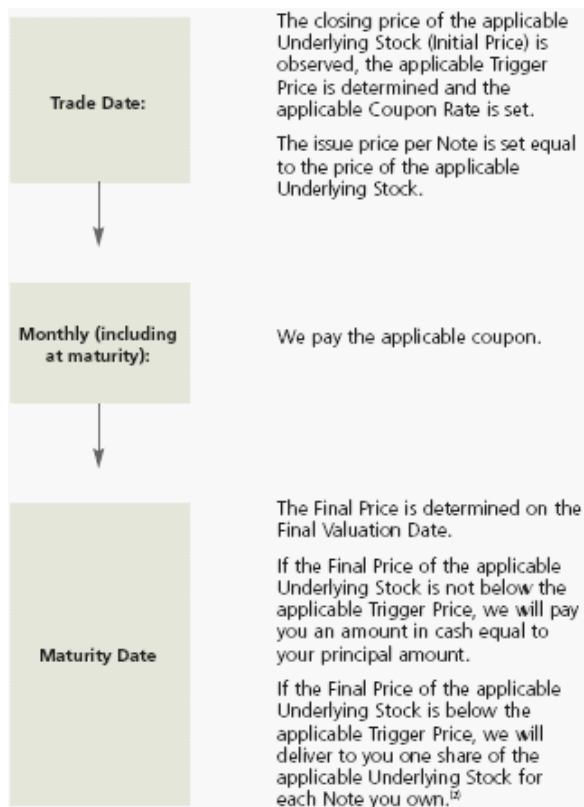 Trade Date:
The closing price of the applicable
Underlying Stock (Initial Price) is
observed, the applicable Trigger
Price is determined and the
applicable Coupon Rate is set.
The issue price per Note is set equal
to the price of the applicable
Underlying Stock.
Monthly (including
at maturity):
We pay the applicable coupon.
Maturity Date
The Final Price is determined on the
Final Valuation Date.
If the Final Price of the applicable
Underlying Stock is not below the
applicable Trigger Price, we will pay
you an amount in cash equal to
your principal amount.
If the Final Price of the applicable
Underlying Stock is below the
applicable Trigger Price, we will
deliver to you one share of the
applicable Underlying Stock for
each Note you own.(2)